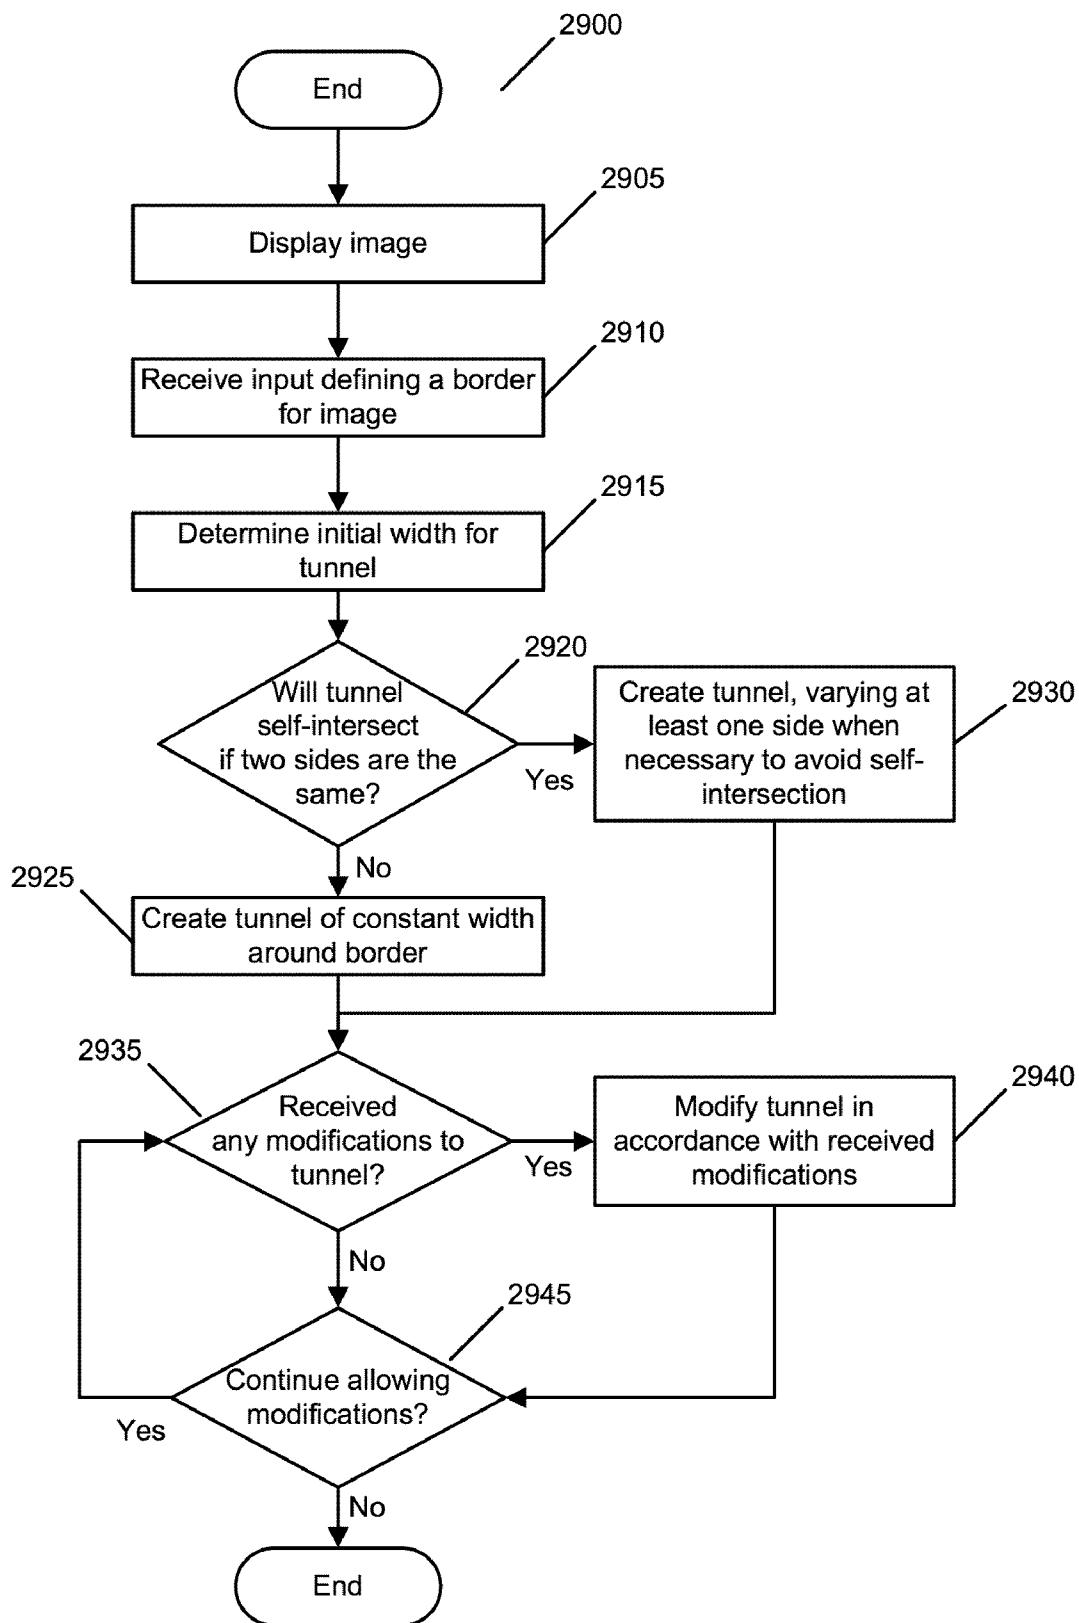 2900
End
2905
Display image
2910
Receive input defining a border
for image
2915
Determine initial width for
tunnel
2920
Will tunnel
self-intersect
if two sides are the
same?
Yes
2930
Create tunnel, varying at
least one side when
necessary to avoid self-
intersection
No
2925
Create tunnel of constant width
around border
2935
Received
any modifications to
tunnel?
Yes
2940
Modify tunnel in
accordance with received
modifications
No
2945
Continue allowing
modifications?
Yes
No
End